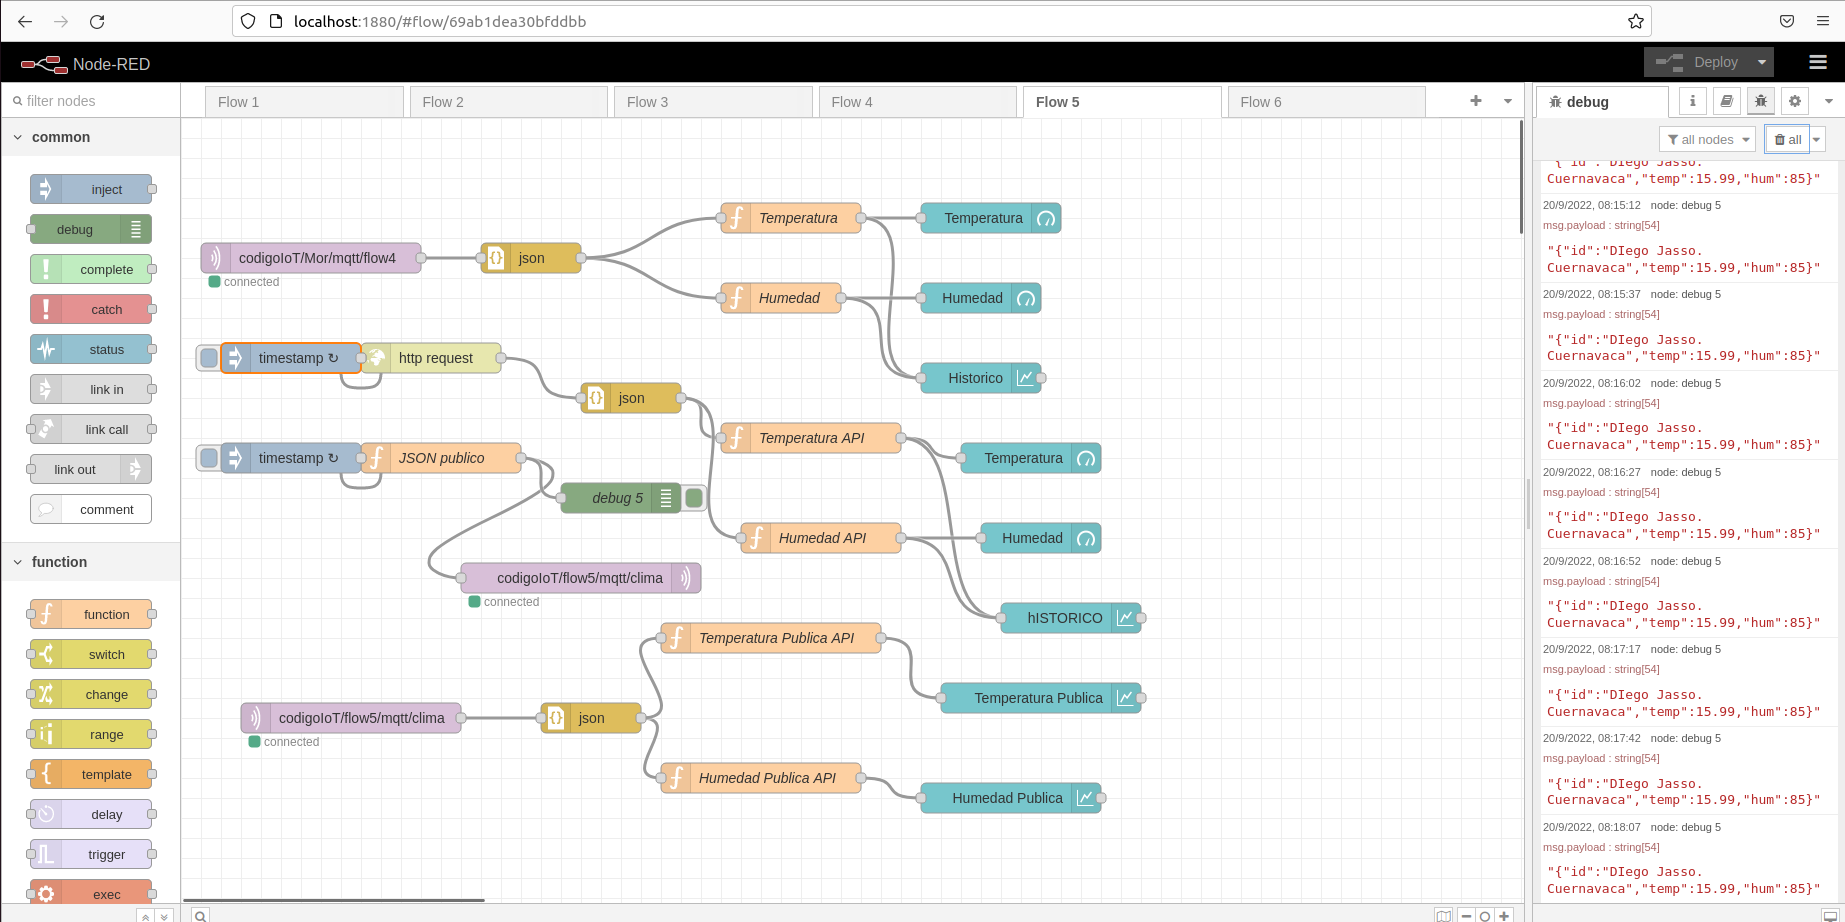 localhost:1880/#flow/69ab1dea30bfddbb
Node-RED
Deploy
filter nodes
Flow 1
Flow 2
Flow 3
Flow 4
Flow 5
Flow 6
debug
all nodes
all
common
inject
debug
complete
catch
status
link in
link call
link out
comment
function
function
switch
change
range
template
delay
trigger
exec
codigoIoT/Mor/mqtt/flow4
connected
json
Temperatura
Temperatura
Humedad
Humedad
Historico
timestamp ↻
http request
json
Temperatura API
Temperatura
timestamp ↻
JSON publico
debug 5
Humedad API
Humedad
codigoIoT/flow5/mqtt/clima
connected
hISTORICO
Temperatura Publica API
Temperatura Publica
codigoIoT/flow5/mqtt/clima
connected
json
Humedad Publica API
Humedad Publica
"{"id":"DIego Jasso.
Cuernavaca","temp":15.99,"hum":85}"
20/9/2022, 08:15:12 node: debug 5
msg.payload : string[54]
"{"id":"DIego Jasso.
Cuernavaca","temp":15.99,"hum":85}"
20/9/2022, 08:15:37 node: debug 5
msg.payload : string[54]
"{"id":"DIego Jasso.
Cuernavaca","temp":15.99,"hum":85}"
20/9/2022, 08:16:02 node: debug 5
msg.payload : string[54]
"{"id":"DIego Jasso.
Cuernavaca","temp":15.99,"hum":85}"
20/9/2022, 08:16:27 node: debug 5
msg.payload : string[54]
"{"id":"DIego Jasso.
Cuernavaca","temp":15.99,"hum":85}"
20/9/2022, 08:16:52 node: debug 5
msg.payload : string[54]
"{"id":"DIego Jasso.
Cuernavaca","temp":15.99,"hum":85}"
20/9/2022, 08:17:17 node: debug 5
msg.payload : string[54]
"{"id":"DIego Jasso.
Cuernavaca","temp":15.99,"hum":85}"
20/9/2022, 08:17:42 node: debug 5
msg.payload : string[54]
"{"id":"DIego Jasso.
Cuernavaca","temp":15.99,"hum":85}"
20/9/2022, 08:18:07 node: debug 5
msg.payload : string[54]
"{"id":"DIego Jasso.
Cuernavaca","temp":15.99,"hum":85}"